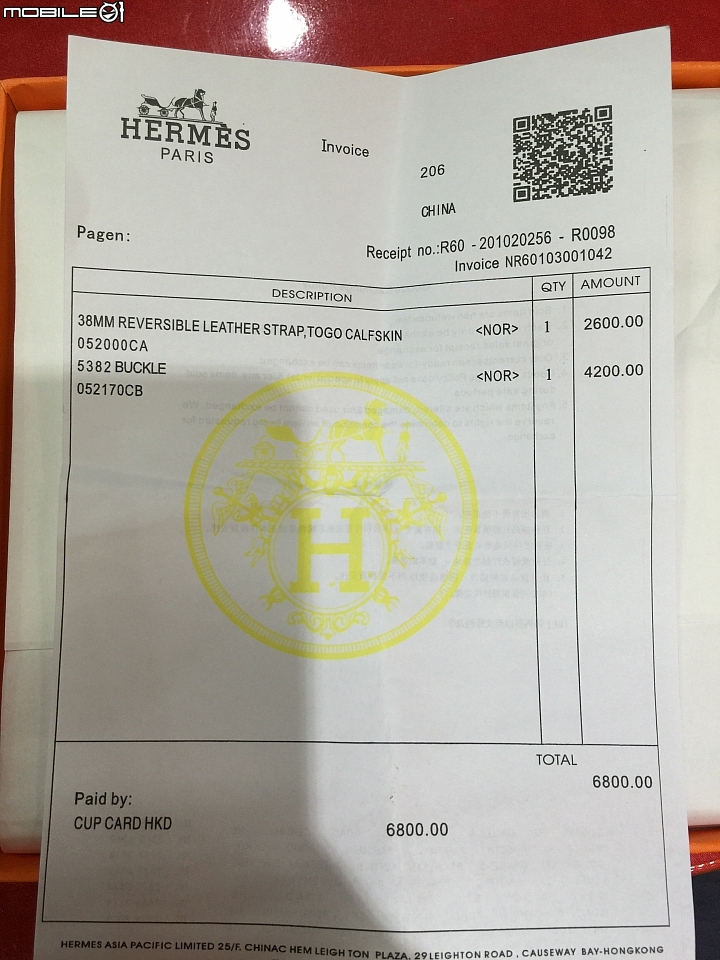 MOBILE01
HERMÈS
PARIS
Invoice
206
CHINA
Pagen:
Receipt no.:R60 - 201020256 - R0098
Invoice NR60103001042
DESCRIPTION QTY AMOUNT
38MM REVERSIBLE LEATHER STRAP,TOGO CALFSKIN <NOR> 1 2600.00
052000CA
5382 BUCKLE <NOR> 1 4200.00
052170CB
H
TOTAL
6800.00
Paid by:
CUP CARD HKD 6800.00
HERMES ASIA PACIFIC LIMITED 25/F. CHINAC HEM LEIGH TON PLAZA, 29 LEIGHTON ROAD , CAUSEWAY BAY-HONGKONG